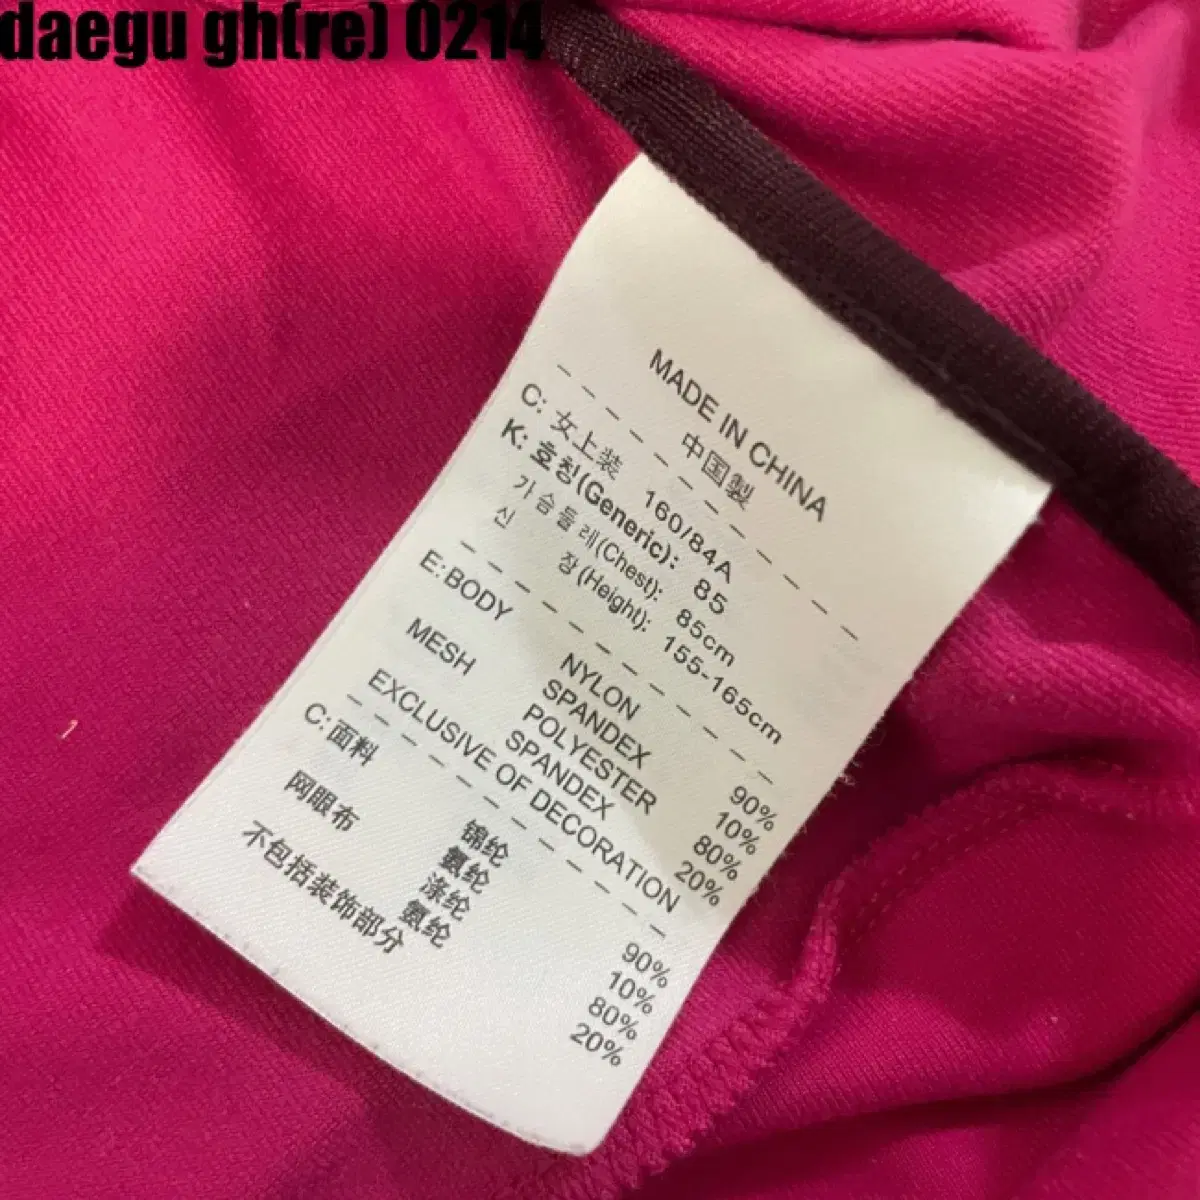 daegu gh(re) 0214
MADE IN CHINA
中国製
C: 女上装 160/84A
K: 호칭(Generic): 85
가슴둘레(Chest): 85cm
신 장(Height): 155-165cm
E: BODY NYLON 90%
SPANDEX 10%
MESH POLYESTER 80%
SPANDEX 20%
EXCLUSIVE OF DECORATION
C: 面料 锦纶 90%
氨纶 10%
网眼布 涤纶 80%
氨纶 20%
不包括装饰部分